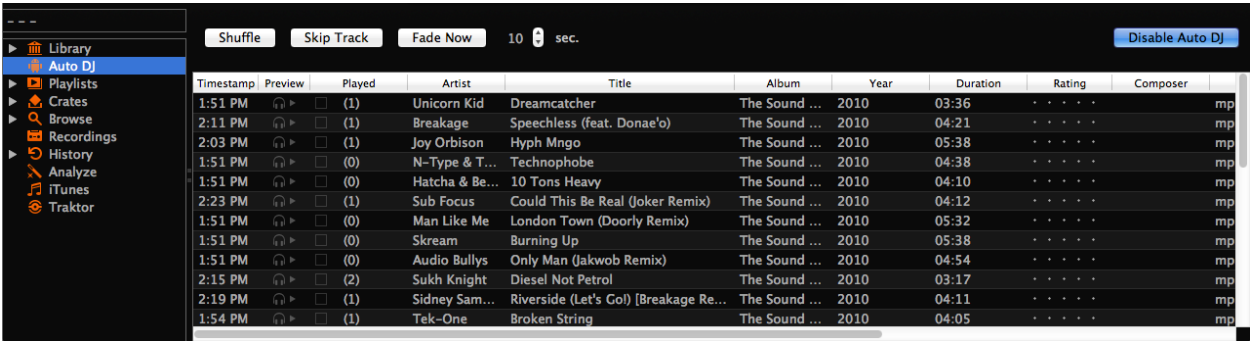 ---
Library
Auto DJ
Playlists
Crates
Browse
Recordings
History
Analyze
iTunes
Traktor
Shuffle Skip Track Fade Now 10 sec. Disable Auto DJ
Timestamp Preview Played Artist Title Album Year Duration Rating Composer
1:51 PM (1) Unicorn Kid Dreamcatcher The Sound ... 2010 03:36 mp
2:11 PM (1) Breakage Speechless (feat. Donae'o) The Sound ... 2010 04:21 mp
2:03 PM (1) Joy Orbison Hyph Mngo The Sound ... 2010 05:38 mp
1:51 PM (0) N-Type & T... Technophobe The Sound ... 2010 04:38 mp
1:51 PM (0) Hatcha & Be... 10 Tons Heavy The Sound ... 2010 04:10 mp
2:23 PM (1) Sub Focus Could This Be Real (Joker Remix) The Sound ... 2010 04:12 mp
1:51 PM (0) Man Like Me London Town (Doorly Remix) The Sound ... 2010 05:32 mp
1:51 PM (0) Skream Burning Up The Sound ... 2010 05:38 mp
1:51 PM (0) Audio Bullys Only Man (Jakwob Remix) The Sound ... 2010 04:54 mp
2:15 PM (2) Sukh Knight Diesel Not Petrol The Sound ... 2010 03:17 mp
2:19 PM (1) Sidney Sam... Riverside (Let's Go!) [Breakage Re... The Sound ... 2010 04:11 mp
1:54 PM (1) Tek-One Broken String The Sound ... 2010 04:05 mp